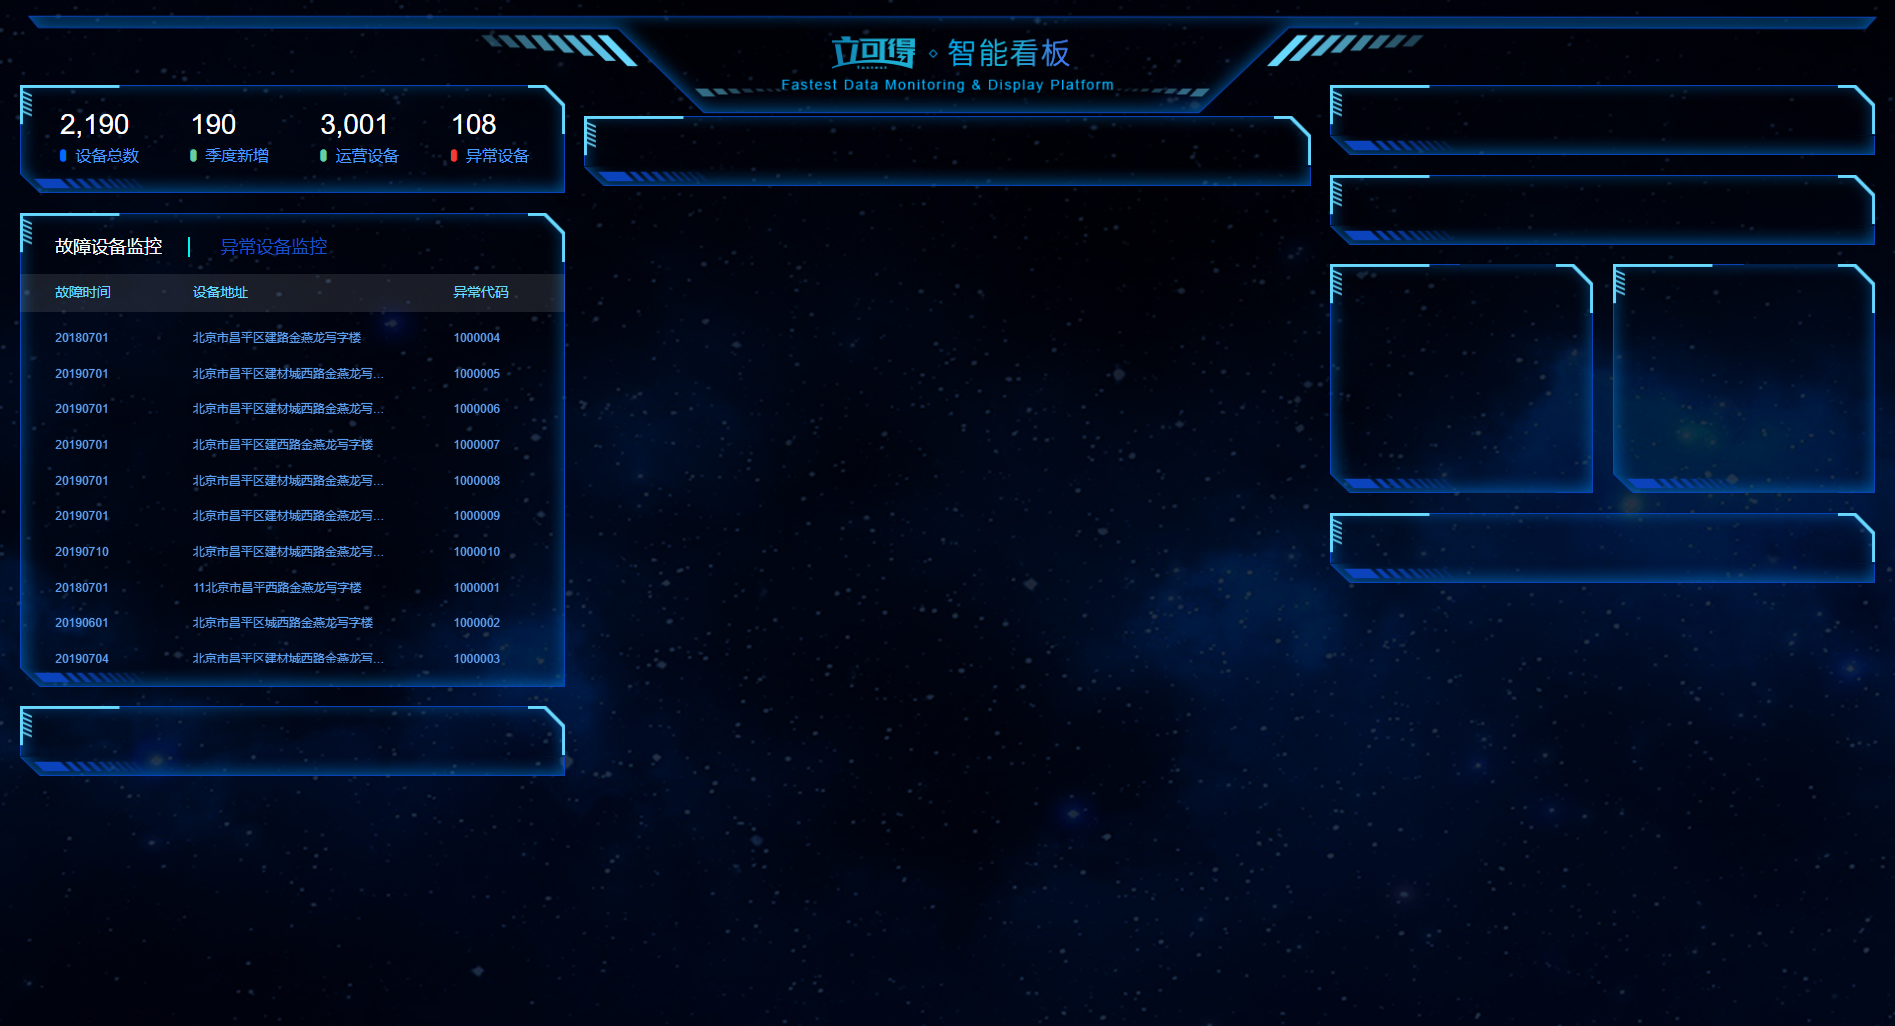 立可得 ◇ 智能看板
Fastest
Fastest Data Monitoring & Display Platform
2,190 190 3,001 108
设备总数 季度新增 运营设备 异常设备
故障设备监控 异常设备监控
故障时间 设备地址 异常代码
20180701 北京市昌平区建路金燕龙写字楼 1000004
20190701 北京市昌平区建材城西路金燕龙写... 1000005
20190701 北京市昌平区建材城西路金燕龙写... 1000006
20190701 北京市昌平区建西路金燕龙写字楼 1000007
20190701 北京市昌平区建材城西路金燕龙写... 1000008
20190701 北京市昌平区建材城西路金燕龙写... 1000009
20190710 北京市昌平区建材城西路金燕龙写... 1000010
20180701 11北京市昌平西路金燕龙写字楼 1000001
20190601 北京市昌平区城西路金燕龙写字楼 1000002
20190704 北京市昌平区建材城西路金燕龙写... 1000003